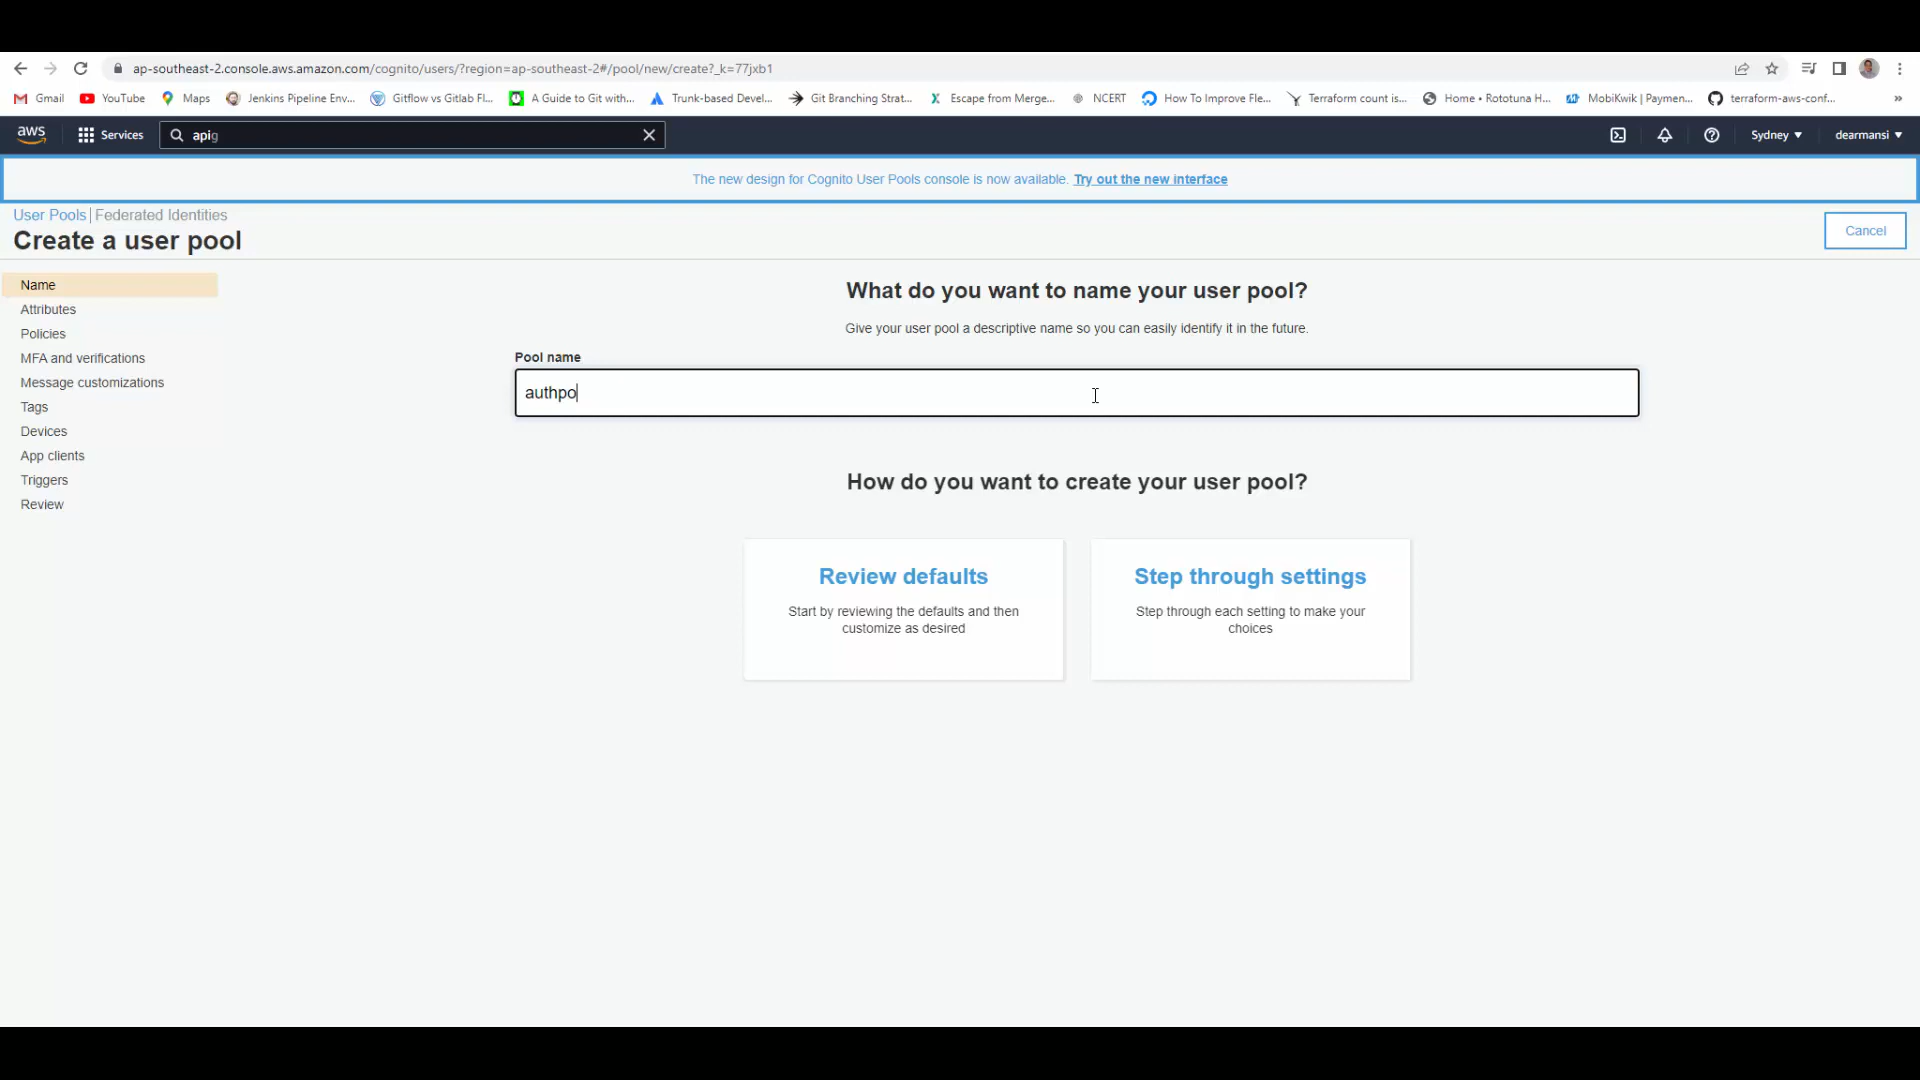 ap-southeast-2.console.aws.amazon.com/cognito/users/?region=ap-southeast-2#/pool/new/create?_k=77jxb1
Gmail YouTube Maps Jenkins Pipeline Env... Gitflow vs Gitlab Fl... A Guide to Git with... Trunk-based Devel... Git Branching Strat... Escape from Merge... NCERT How To Improve Fle... Terraform count is... Home • Rototuna H... MobiKwik | Paymen... terraform-aws-conf... »
aws Services apig Sydney dearmansi
The new design for Cognito User Pools console is now available. Try out the new interface
User Pools | Federated Identities
Create a user pool
Cancel
Name
Attributes
Policies
MFA and verifications
Message customizations
Tags
Devices
App clients
Triggers
Review
What do you want to name your user pool?
Give your user pool a descriptive name so you can easily identify it in the future.
Pool name
authpo
How do you want to create your user pool?
Review defaults
Start by reviewing the defaults and then
customize as desired
Step through settings
Step through each setting to make your
choices